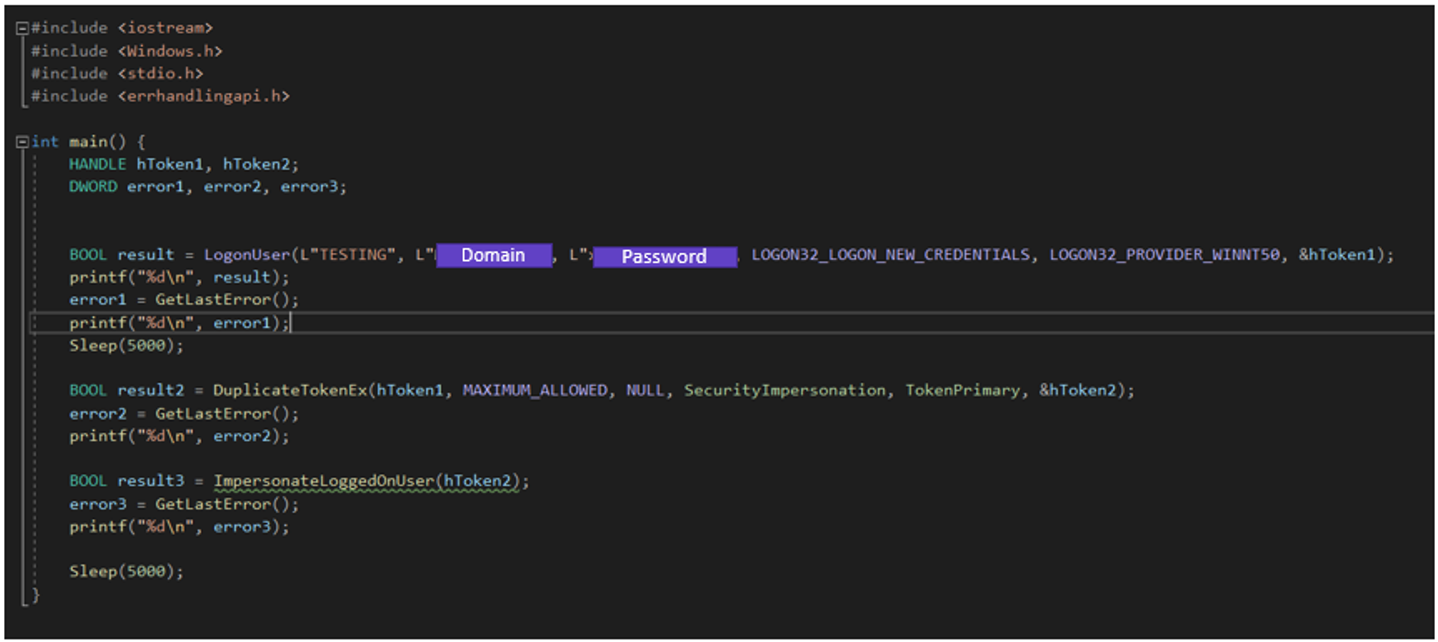 #include <iostream>
#include <Windows.h>
#include <stdio.h>
#include <errhandlingapi.h>
int main() {
HANDLE hToken1, hToken2;
DWORD error1, error2, error3;
BOOL result = LogonUser(L"TESTING", L" Domain , L" Password , LOGON32_LOGON_NEW_CREDENTIALS, LOGON32_PROVIDER_WINNT50, &hToken1);
printf("%d\n", result);
error1 = GetLastError();
printf("%d\n", error1);
Sleep(5000);
BOOL result2 = DuplicateTokenEx(hToken1, MAXIMUM_ALLOWED, NULL, SecurityImpersonation, TokenPrimary, &hToken2);
error2 = GetLastError();
printf("%d\n", error2);
BOOL result3 = ImpersonateLoggedOnUser(hToken2);
error3 = GetLastError();
printf("%d\n", error3);
Sleep(5000);
}